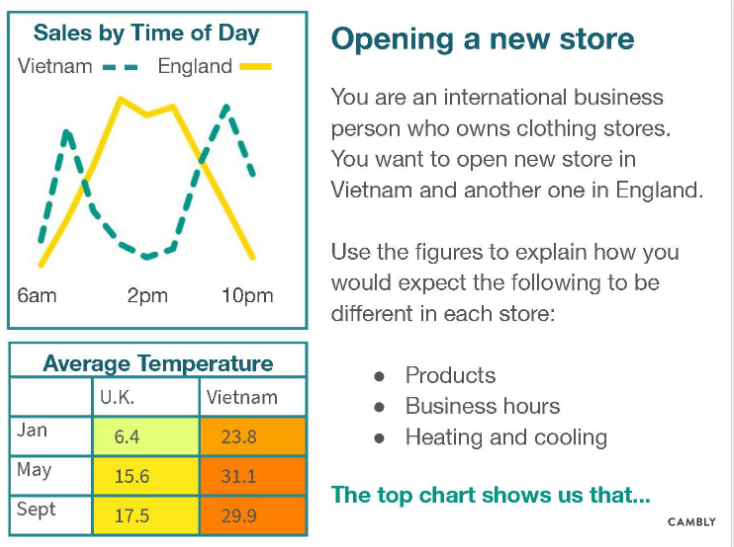 Sales by Time of Day
Vietnam England
6am 2pm 10pm
Average Temperature
U.K. Vietnam
Jan 6.4 23.8
May 15.6 31.1
Sept 17.5 29.9
Opening a new store
You are an international business
person who owns clothing stores.
You want to open new store in
Vietnam and another one in England.
Use the figures to explain how you
would expect the following to be
different in each store:
● Products
● Business hours
● Heating and cooling
The top chart shows us that...
CAMBLY